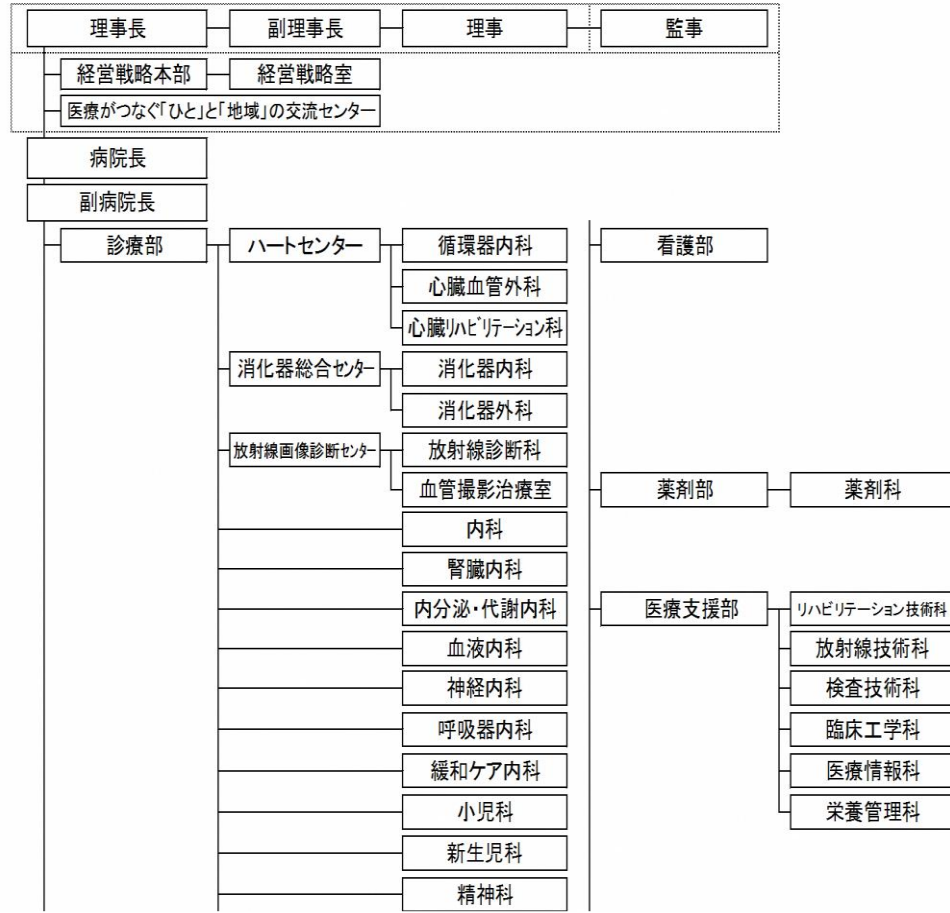 理事長
副理事長
理事
監事
経営戦略本部
経営戦略室
医療がつなぐ「ひと」と「地域」の交流センター
病院長
副病院長
診療部
ハートセンター
循環器内科
看護部
心臓血管外科
心臓リハビリテーション科
消化器総合センター
消化器内科
消化器外科
放射線画像診断センター
放射線診断科
血管撮影治療室
薬剤部
薬剤科
内科
腎臓内科
内分泌・代謝内科
医療支援部
リハビリテーション技術科
血液内科
放射線技術科
神経内科
検査技術科
呼吸器内科
臨床工学科
緩和ケア内科
医療情報科
小児科
栄養管理科
新生児科
精神科